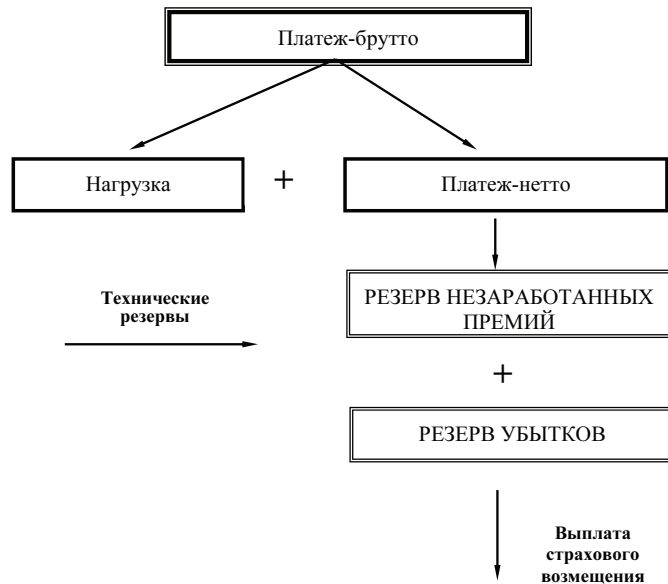 Платеж-брутто
Нагрузка
+
Платеж-нетто
Технические
резервы
РЕЗЕРВ НЕЗАРАБОТАННЫХ
ПРЕМИЙ
+
РЕЗЕРВ УБЫТКОВ
Выплата
страхового
возмещения